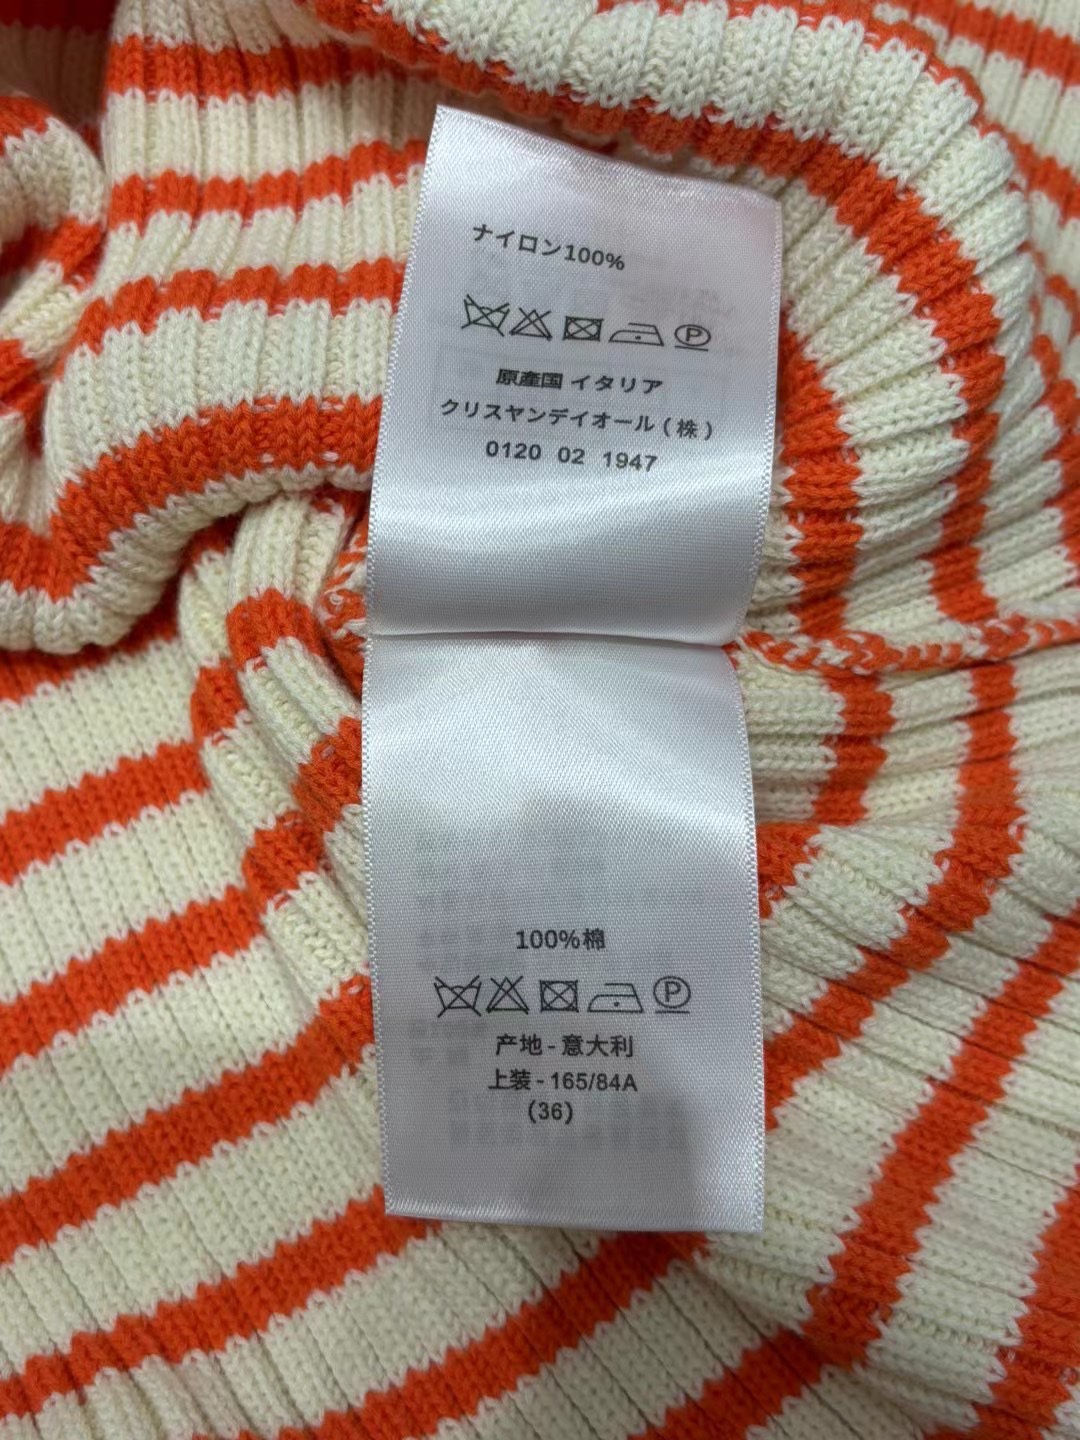 ナイロン100%
P
原産国 イタリア
クリスヤンデイオール(株)
0120 02 1947
100%棉
P
产地-意大利
上装-165/84A
(36)